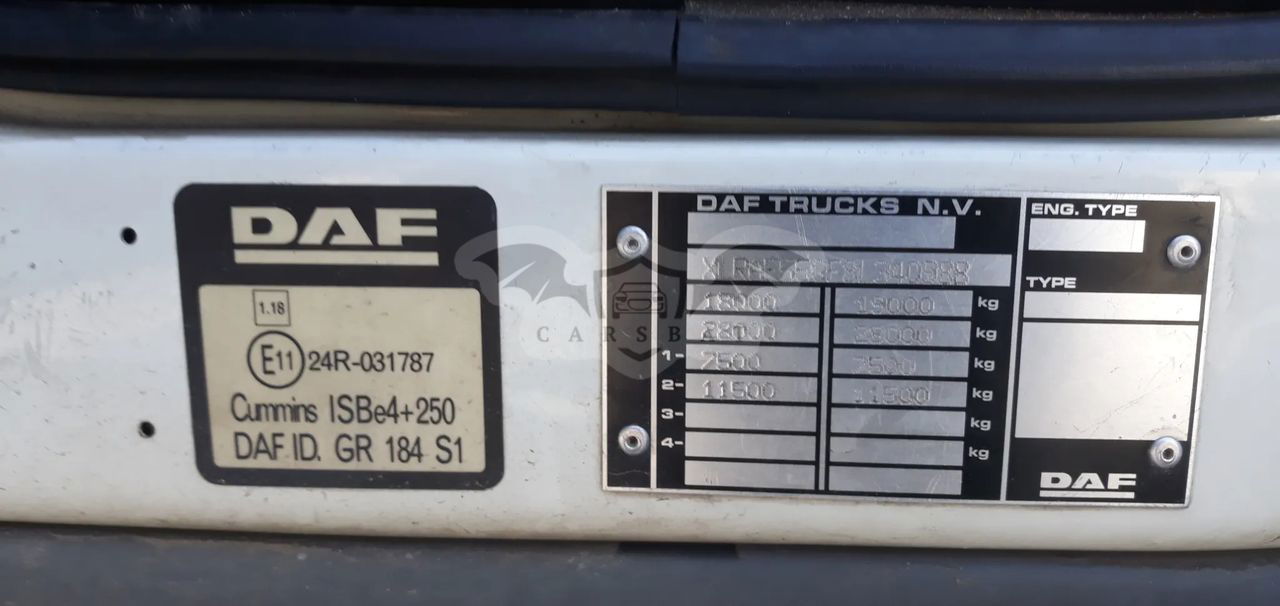 DAF
1.18
E11 24R-031787
Cummins ISBe4+250
DAF ID. GR 184 S1
DAF TRUCKS N.V.
18000 18000 kg
28000 28000 kg
1- 7500 7500 kg
2- 11500 11500 kg
3- kg
4- kg
ENG. TYPE
TYPE
DAF